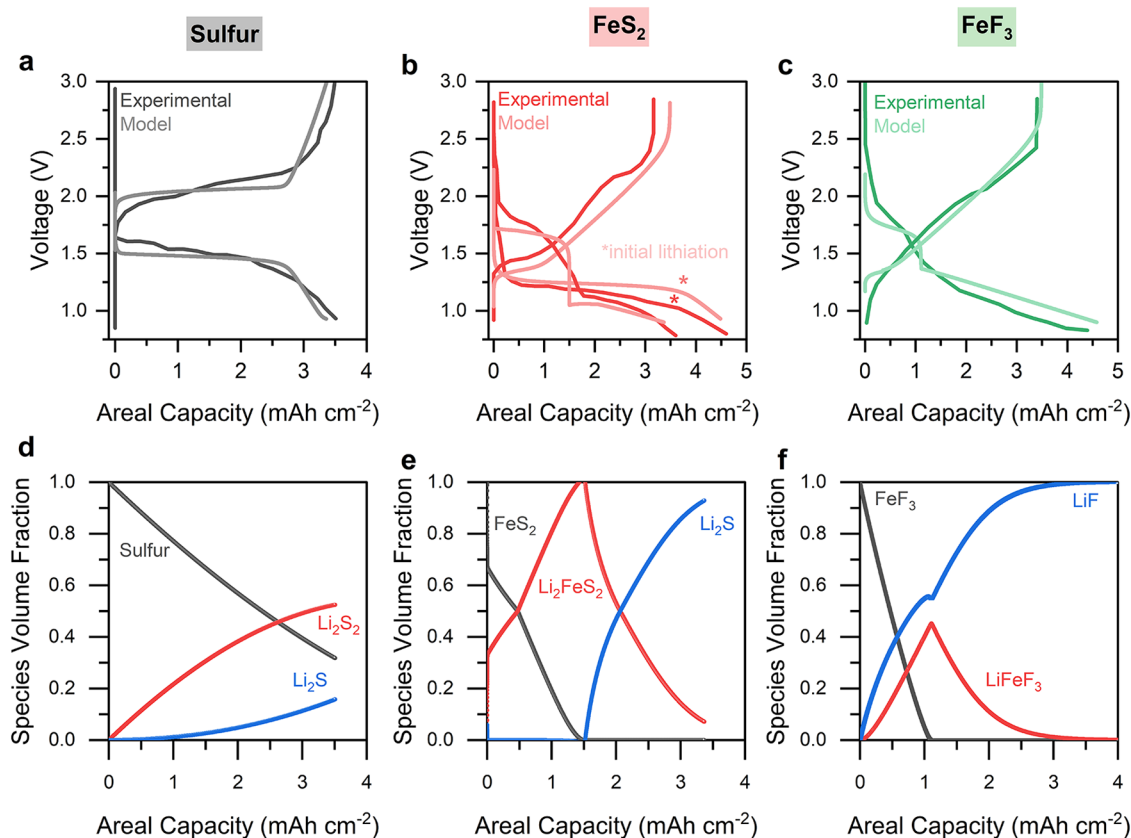 Sulfur
FeS2
FeF3
a
b
c
3.0
2.5
2.0
1.5
1.0
Voltage (V)
Experimental
Model
0 1 2 3 4
Areal Capacity (mAh cm-2)
3.0
2.5
2.0
1.5
1.0
Voltage (V)
Experimental
Model
*initial lithiation
*
*
0 1 2 3 4 5
Areal Capacity (mAh cm-2)
3.0
2.5
2.0
1.5
1.0
Voltage (V)
Experimental
Model
0 1 2 3 4 5
Areal Capacity (mAh cm-2)
d
e
f
1.0
0.8
0.6
0.4
0.2
0.0
Species Volume Fraction
Sulfur
Li2S2
Li2S
0 1 2 3 4
Areal Capacity (mAh cm-2)
1.0
0.8
0.6
0.4
0.2
0.0
Species Volume Fraction
FeS2
Li2S
Li2FeS2
0 1 2 3 4
Areal Capacity (mAh cm-2)
1.0
0.8
0.6
0.4
0.2
0.0
Species Volume Fraction
FeF3
LiF
LiFeF3
0 1 2 3 4
Areal Capacity (mAh cm-2)